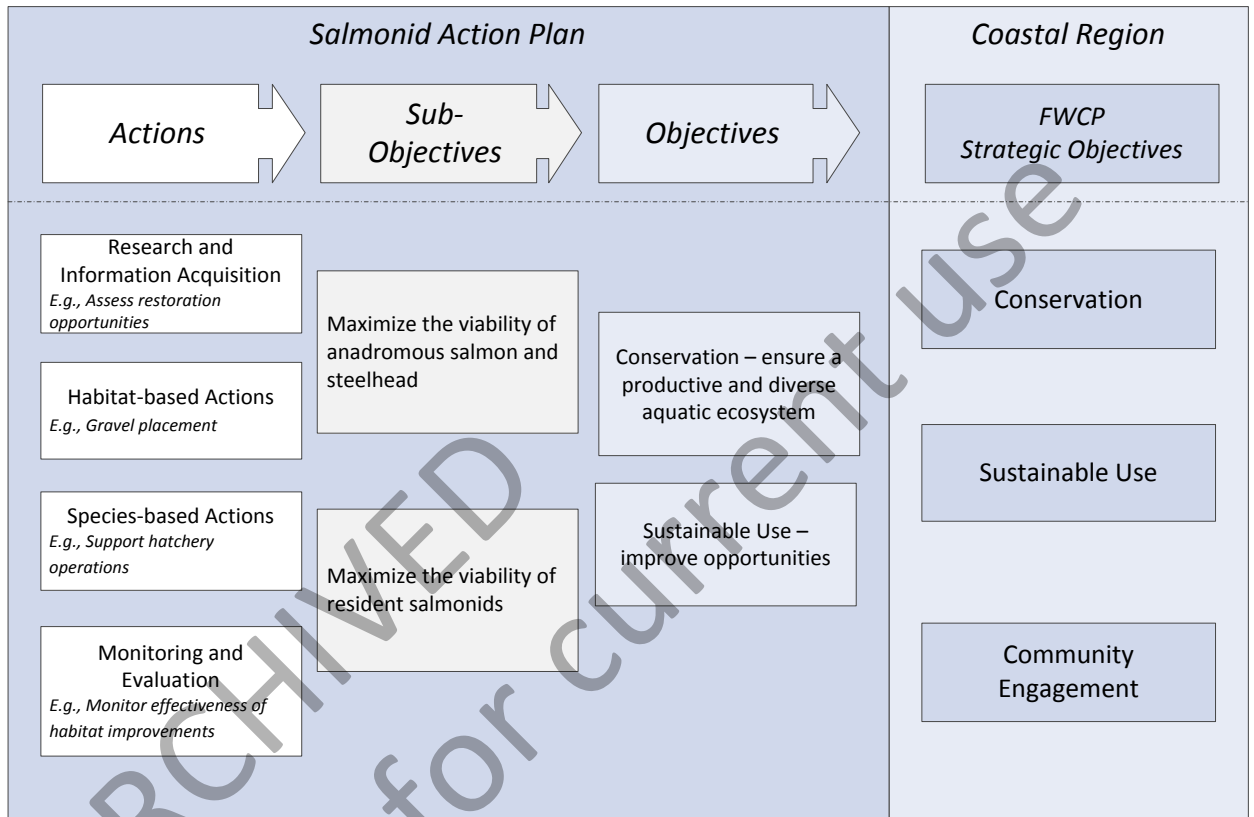 Salmonid Action Plan
Coastal Region
Actions
Sub-
Objectives
Objectives
FWCP
Strategic Objectives
Research and
Information Acquisition
E.g., Assess restoration
opportunities
Habitat-based Actions
E.g., Gravel placement
Species-based Actions
E.g., Support hatchery
operations
Monitoring and
Evaluation
E.g., Monitor effectiveness of
habitat improvements
Maximize the viability of
anadromous salmon and
steelhead
Maximize the viability of
resident salmonids
Conservation – ensure a
productive and diverse
aquatic ecosystem
Sustainable Use –
improve opportunities
Conservation
Sustainable Use
Community
Engagement
RCHIVED
for current use